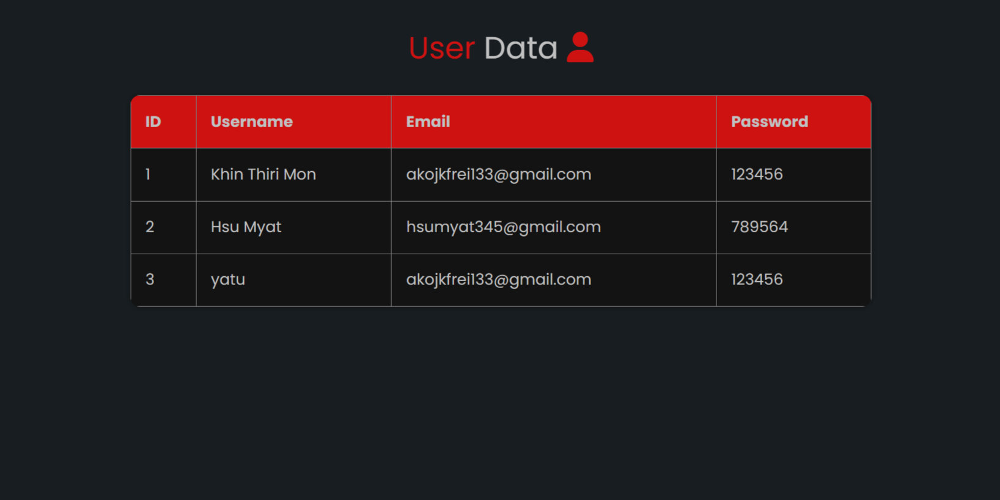 User Data
ID Username Email Password
1 Khin Thiri Mon akojkfrei133@gmail.com 123456
2 Hsu Myat hsumyat345@gmail.com 789564
3 yatu akojkfrei133@gmail.com 123456